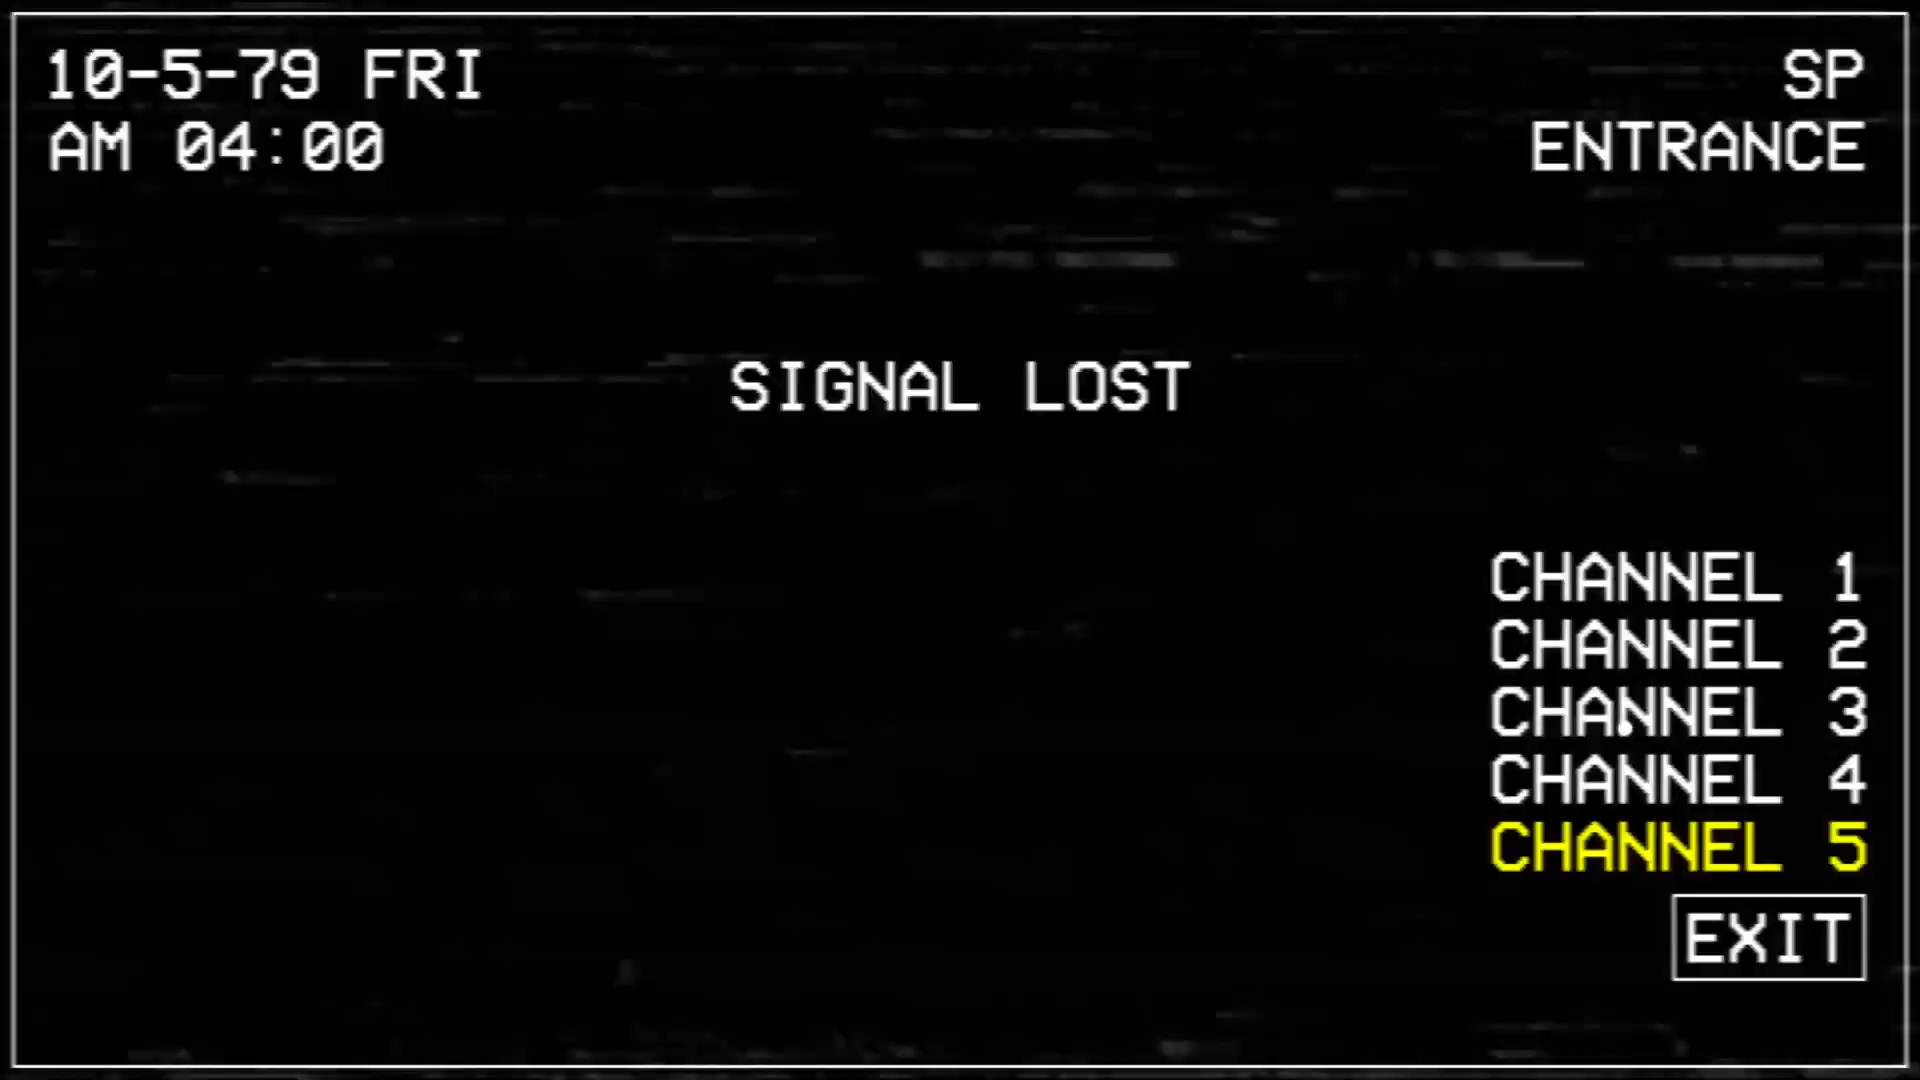 10-5-79 FRI
AM 04:00
SP
ENTRANCE
SIGNAL LOST
CHANNEL 1
CHANNEL 2
CHANNEL 3
CHANNEL 4
CHANNEL 5
EXIT